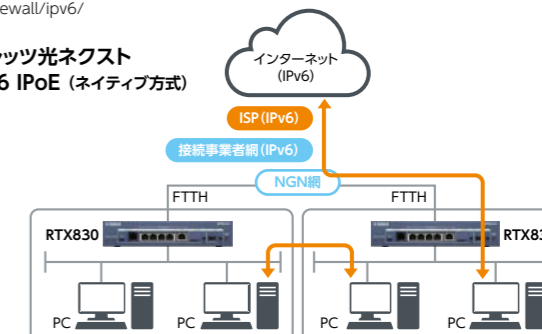 ewall/ipv6/
ッツ光ネクスト
6 IPoE（ネイティブ方式）
インターネット
(IPv6)
ISP(IPv6)
接続事業者網(IPv6)
NGN網
FTTH
FTTH
RTX830
RTX83
PC
PC
PC
PC